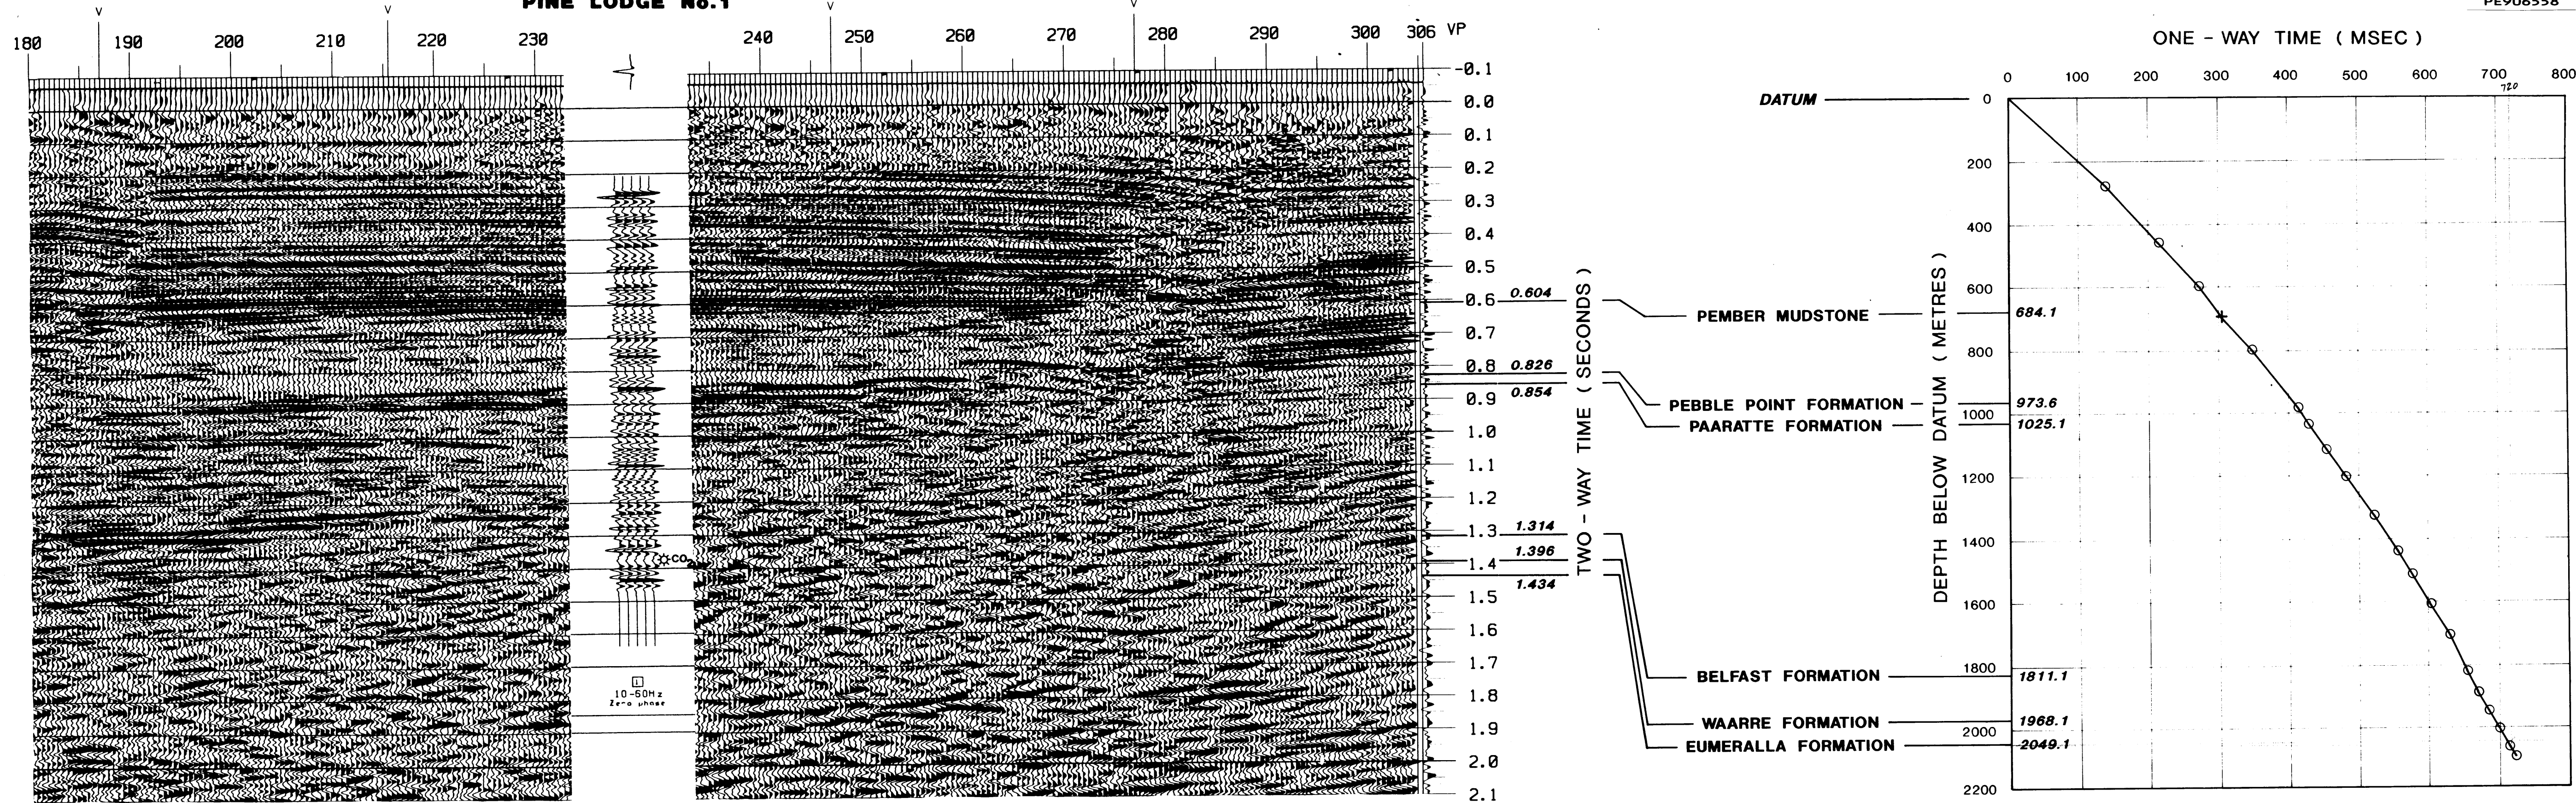 PINE LODGE No.1
PE906558
180 190 200 210 220 230 240 250 260 270 280 290 300 306 VP
V V V V
-0.1
0.0
0.1
0.2
0.3
0.4
0.5
0.6
0.7
0.8
0.9
1.0
1.1
1.2
1.3
1.4
1.5
1.6
1.7
1.8
1.9
2.0
2.1
CO2
10-60Hz
Zero phase
0.604
0.826
0.854
1.314
1.396
1.434
TWO - WAY TIME ( SECONDS )
DATUM
PEMBER MUDSTONE
PEBBLE POINT FORMATION
PAARATTE FORMATION
BELFAST FORMATION
WAARRE FORMATION
EUMERALLA FORMATION
684.1
973.6
1025.1
1811.1
1968.1
2049.1
DEPTH BELOW DATUM ( METRES )
ONE - WAY TIME ( MSEC )
0 100 200 300 400 500 600 700 800
720
0
200
400
600
800
1000
1200
1400
1600
1800
2000
2200